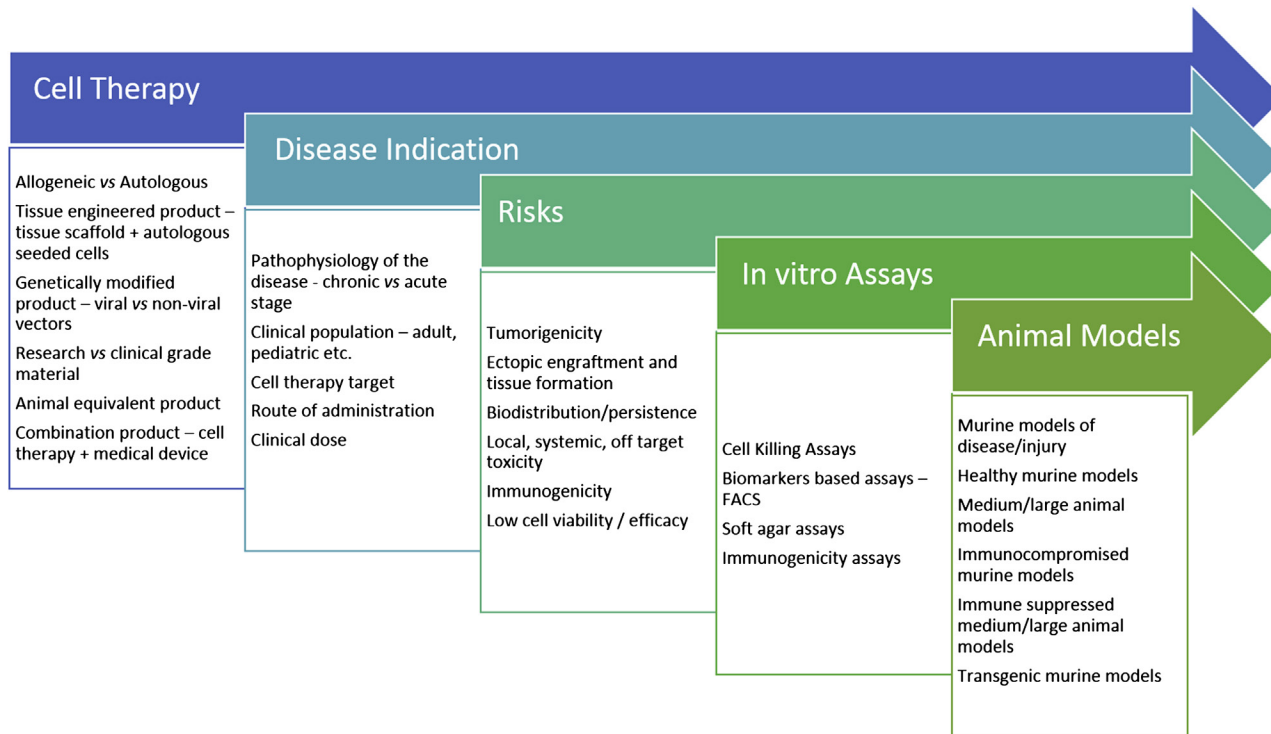 Cell Therapy
Allogeneic vs Autologous
Tissue engineered product –
tissue scaffold + autologous
seeded cells
Genetically modified
product – viral vs non-viral
vectors
Research vs clinical grade
material
Animal equivalent product
Combination product – cell
therapy + medical device
Disease Indication
Pathophysiology of the
disease - chronic vs acute
stage
Clinical population – adult,
pediatric etc.
Cell therapy target
Route of administration
Clinical dose
Risks
Tumorigenicity
Ectopic engraftment and
tissue formation
Biodistribution/persistence
Local, systemic, off target
toxicity
Immunogenicity
Low cell viability / efficacy
In vitro Assays
Cell Killing Assays
Biomarkers based assays –
FACS
Soft agar assays
Immunogenicity assays
Animal Models
Murine models of
disease/injury
Healthy murine models
Medium/large animal
models
Immunocompromised
murine models
Immune suppressed
medium/large animal
models
Transgenic murine models